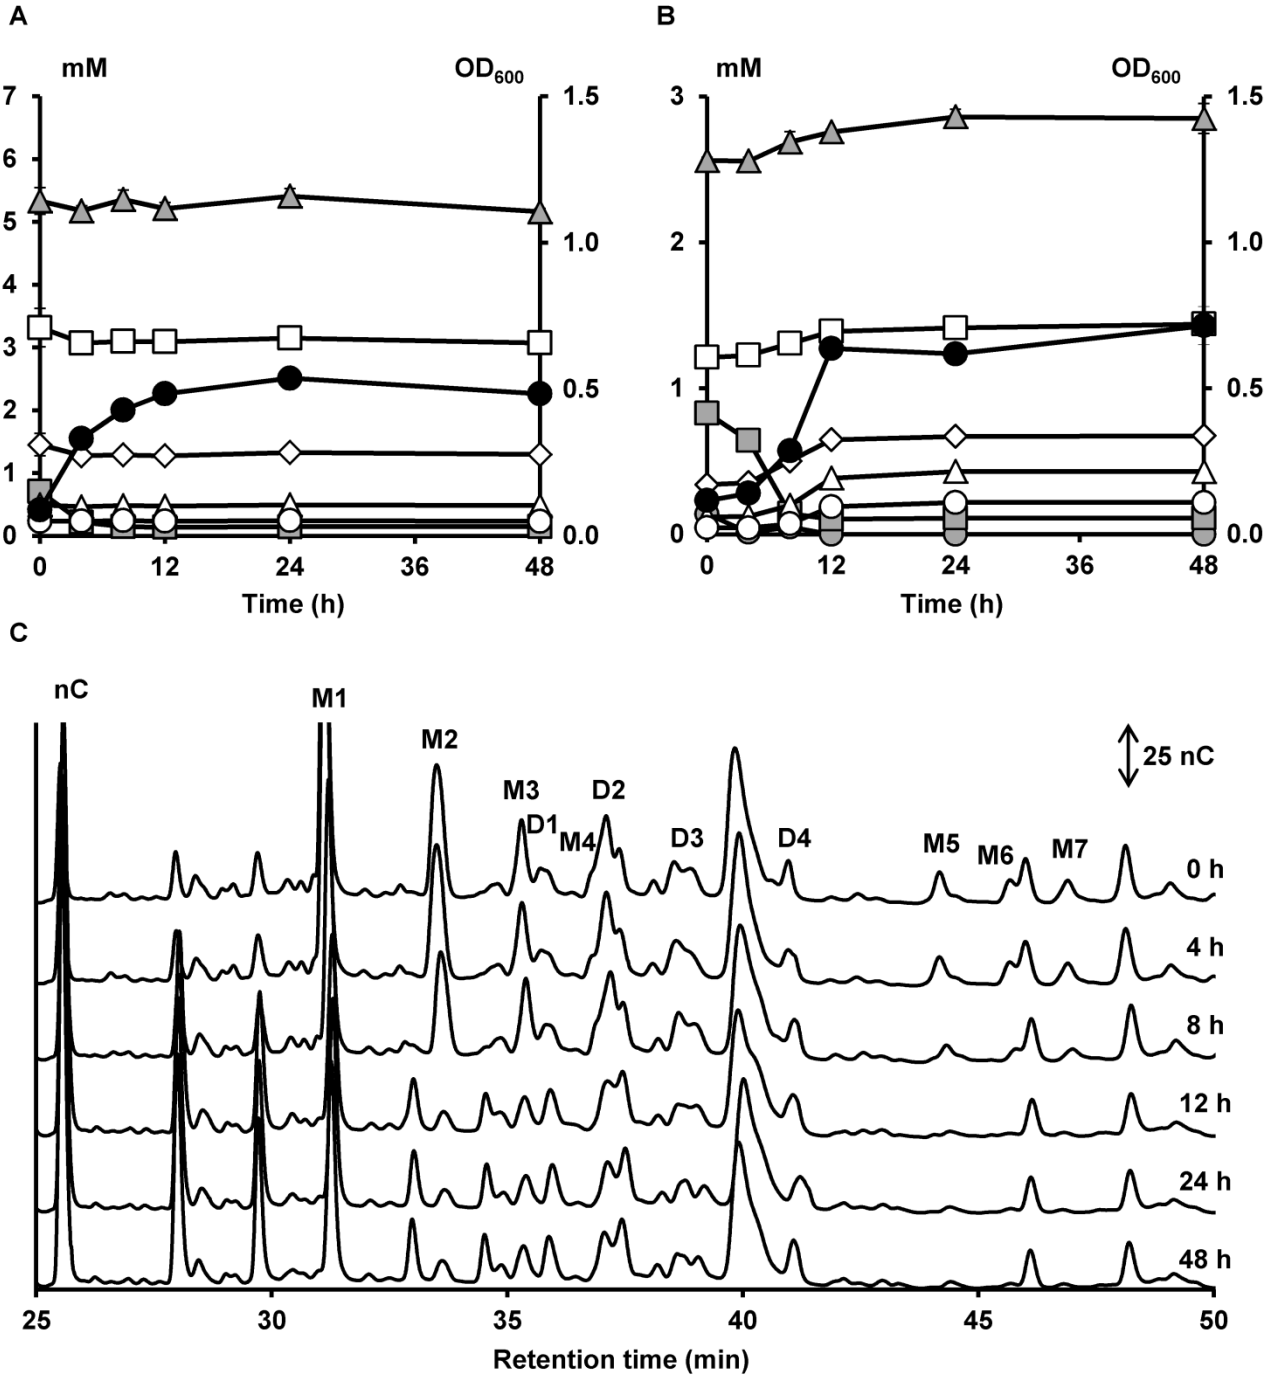 A
B
mM
OD600
mM
OD600
7
6
5
4
3
2
1
0
1.5
1.0
0.5
0.0
3
2
1
0
1.5
1.0
0.5
0.0
0 12 24 36 48
0 12 24 36 48
Time (h)
Time (h)
C
nC
M1
M2
M3
D1
M4
D2
D3
D4
M5
M6
M7
25 nC
0 h
4 h
8 h
12 h
24 h
48 h
25 30 35 40 45 50
Retention time (min)